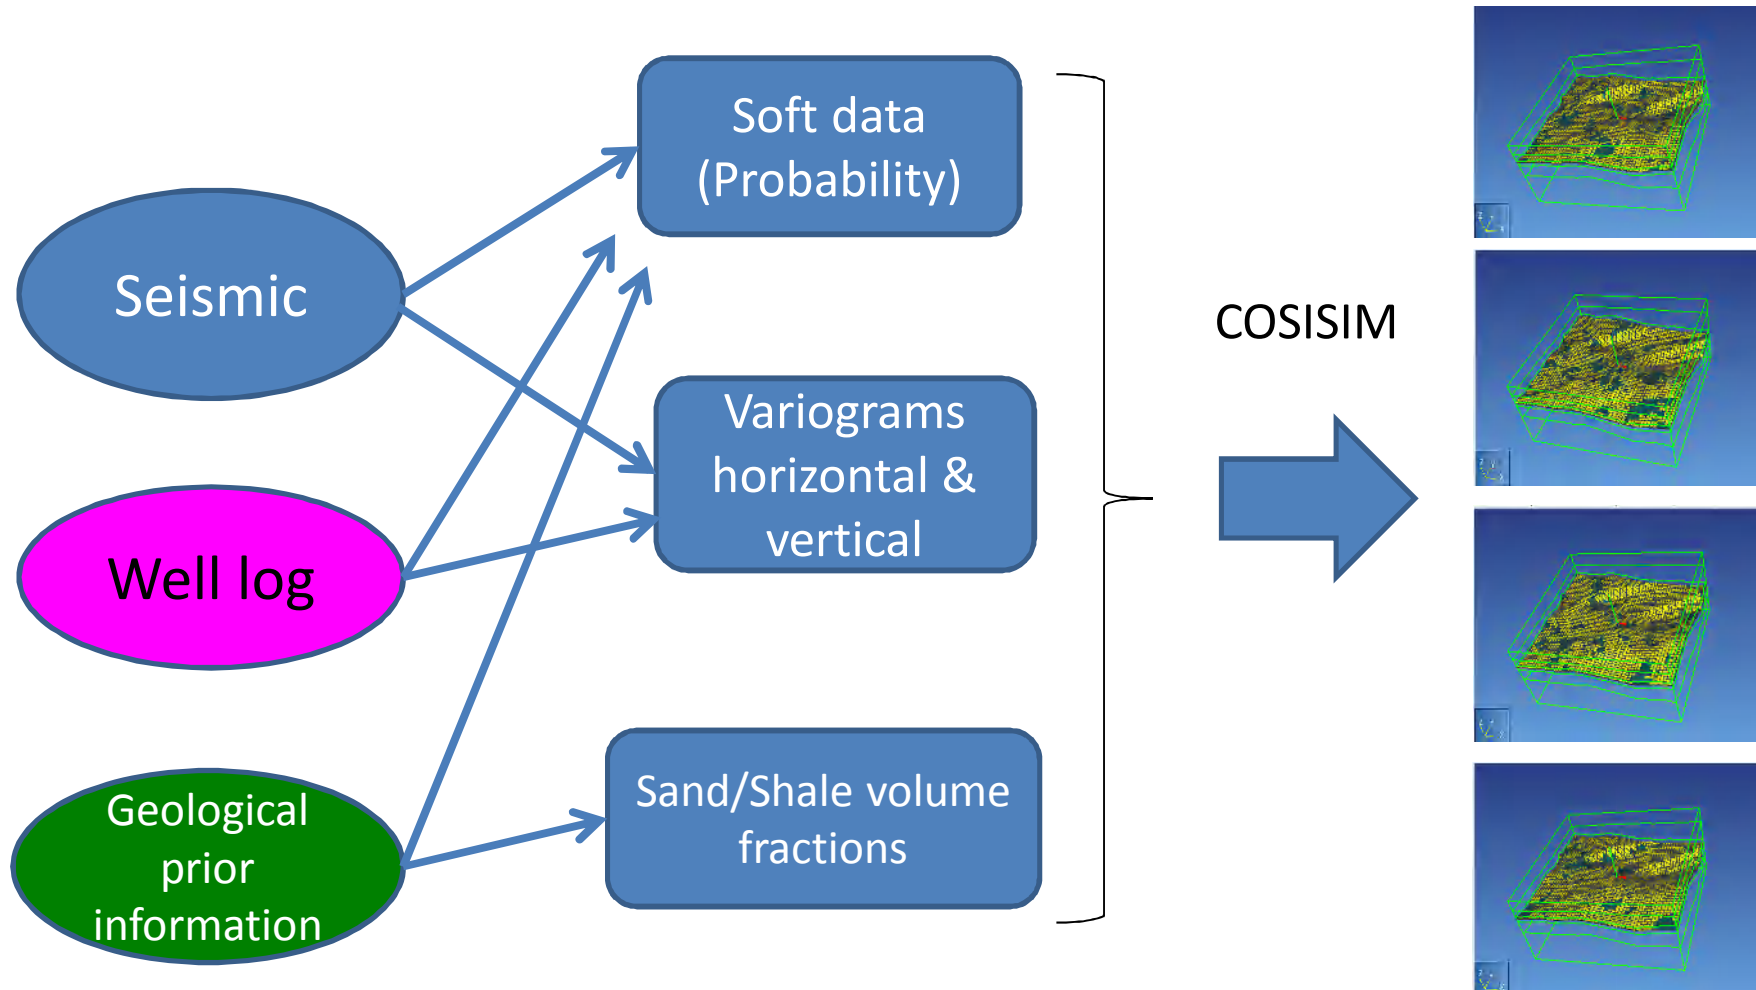 Soft data
(Probability)
Seismic
COSISIM
Variograms
horizontal &
vertical
Well log
Sand/Shale volume
fractions
Geological
prior
information